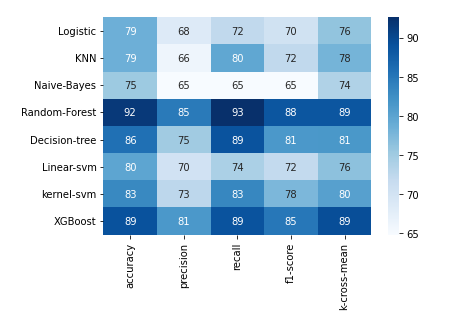 Logistic 79 68 72 70 76
KNN 79 66 80 72 78
Naive-Bayes 75 65 65 65 74
Random-Forest 92 85 93 88 89
Decision-tree 86 75 89 81 81
Linear-svm 80 70 74 72 76
kernel-svm 83 73 83 78 80
XGBoost 89 81 89 85 89
accuracy
precision
recall
f1-score
k-cross-mean
90
85
80
75
70
65